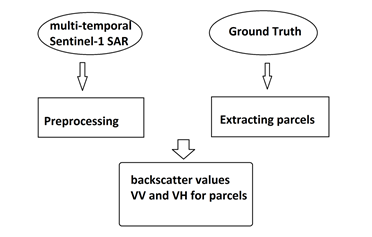 multi-temporal
Sentinel-1 SAR
Ground Truth
Preprocessing
Extracting parcels
backscatter values
VV and VH for parcels